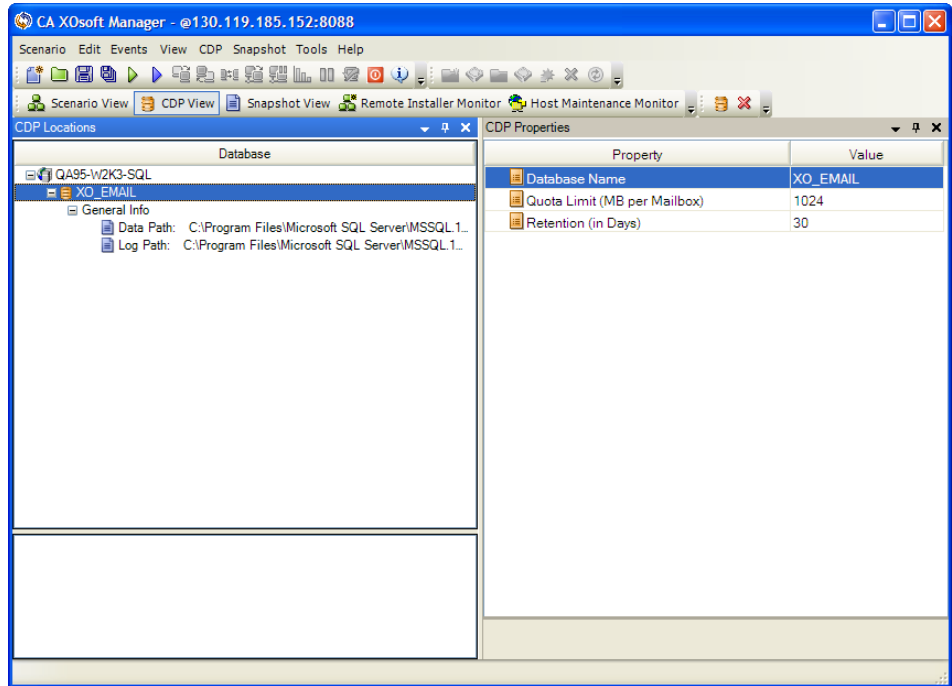 CA XOsoft Manager - @130.119.185.152:8088
Scenario Edit Events View CDP Snapshot Tools Help
Scenario View CDP View Snapshot View Remote Installer Monitor Host Maintenance Monitor
CDP Locations
Database
QA95-W2K3-SQL
XO_EMAIL
General Info
Data Path: C:\Program Files\Microsoft SQL Server\MSSQL.1...
Log Path: C:\Program Files\Microsoft SQL Server\MSSQL.1...
CDP Properties
Property Value
Database Name XO_EMAIL
Quota Limit (MB per Mailbox) 1024
Retention (in Days) 30